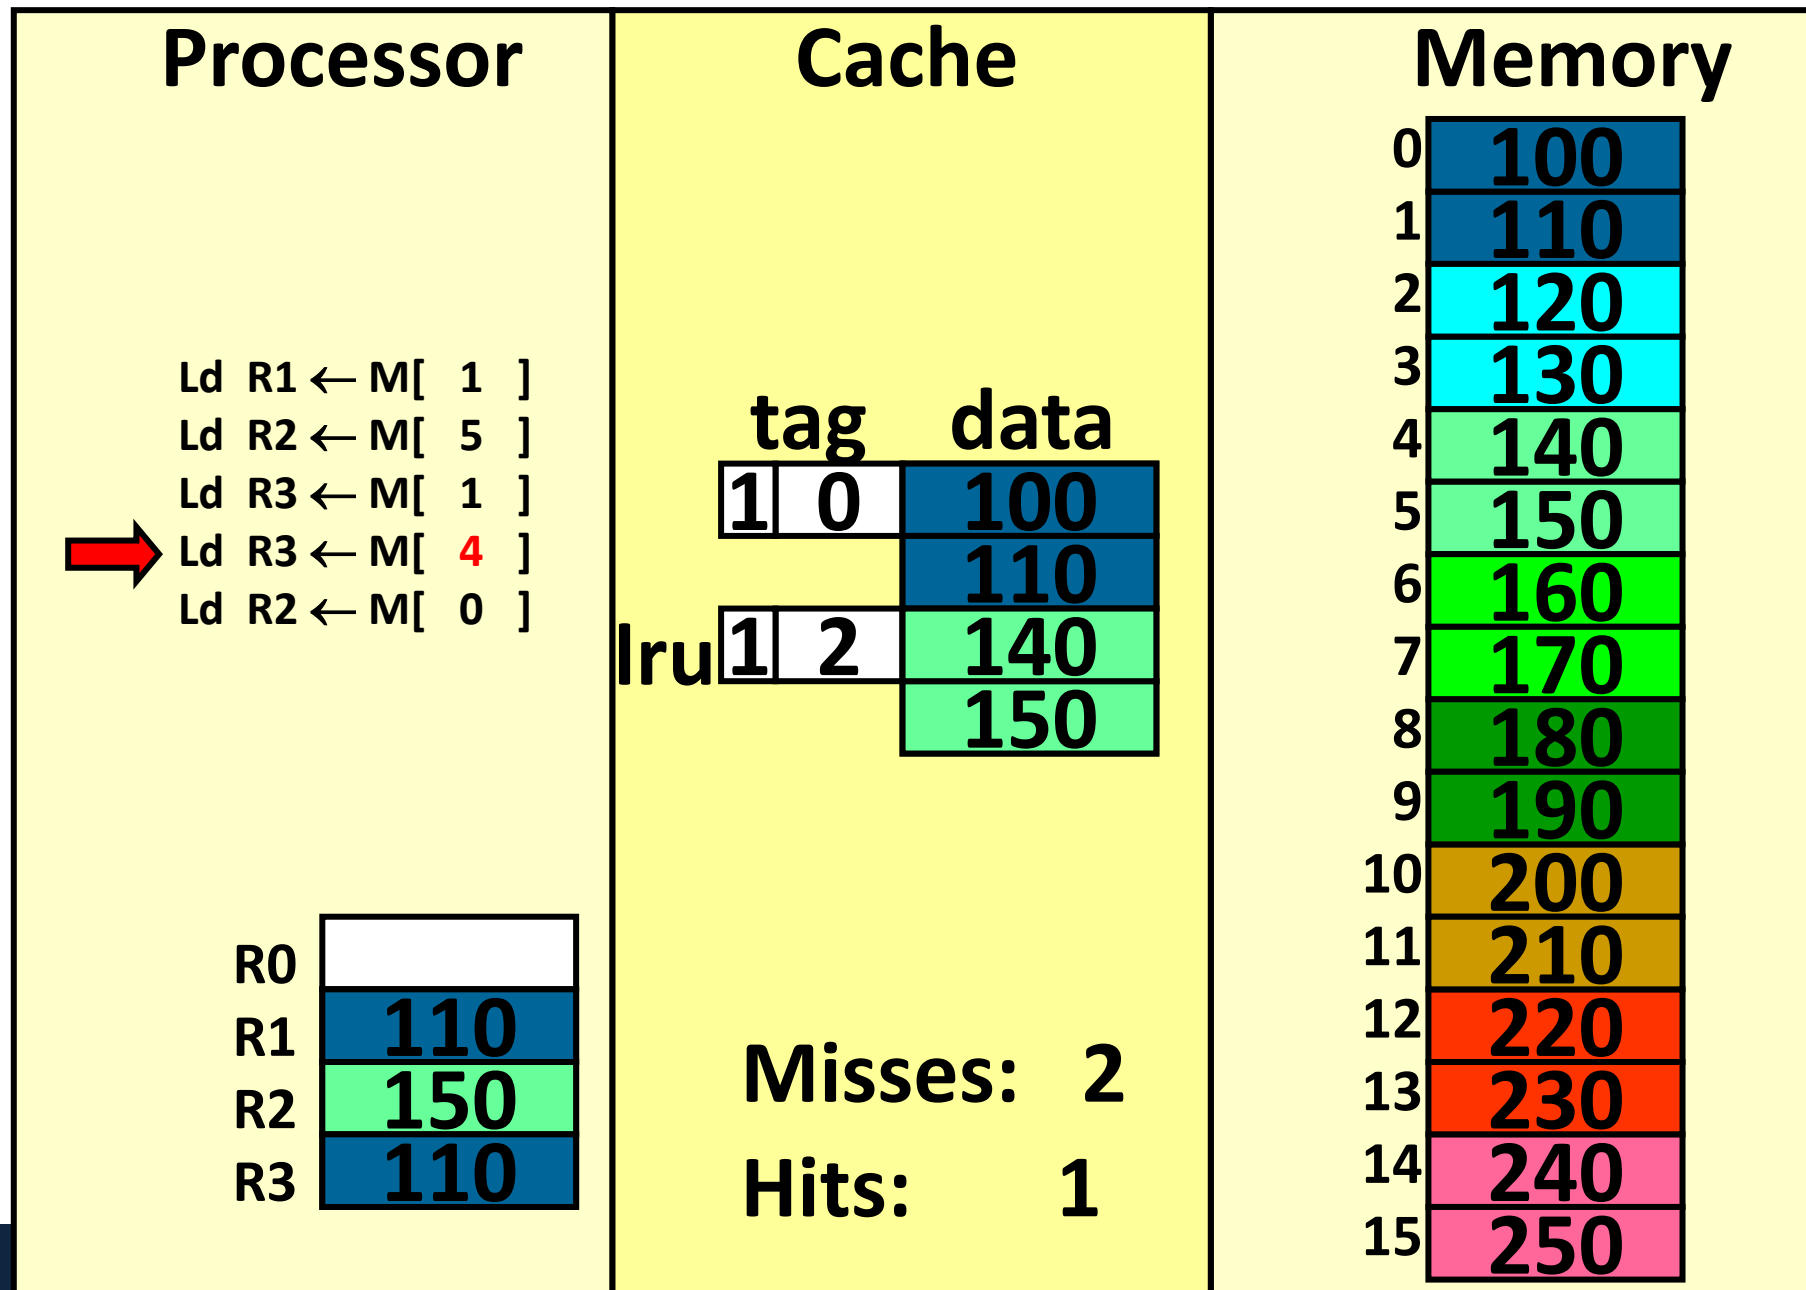 Processor
Ld R1 ← M[ 1 ]
Ld R2 ← M[ 5 ]
Ld R3 ← M[ 1 ]
Ld R3 ← M[ 4 ]
Ld R2 ← M[ 0 ]
R0
R1 110
R2 150
R3 110
Cache
tag data
1 0 100
110
lru 1 2 140
150
Misses: 2
Hits: 1
Memory
0 100
1 110
2 120
3 130
4 140
5 150
6 160
7 170
8 180
9 190
10 200
11 210
12 220
13 230
14 240
15 250